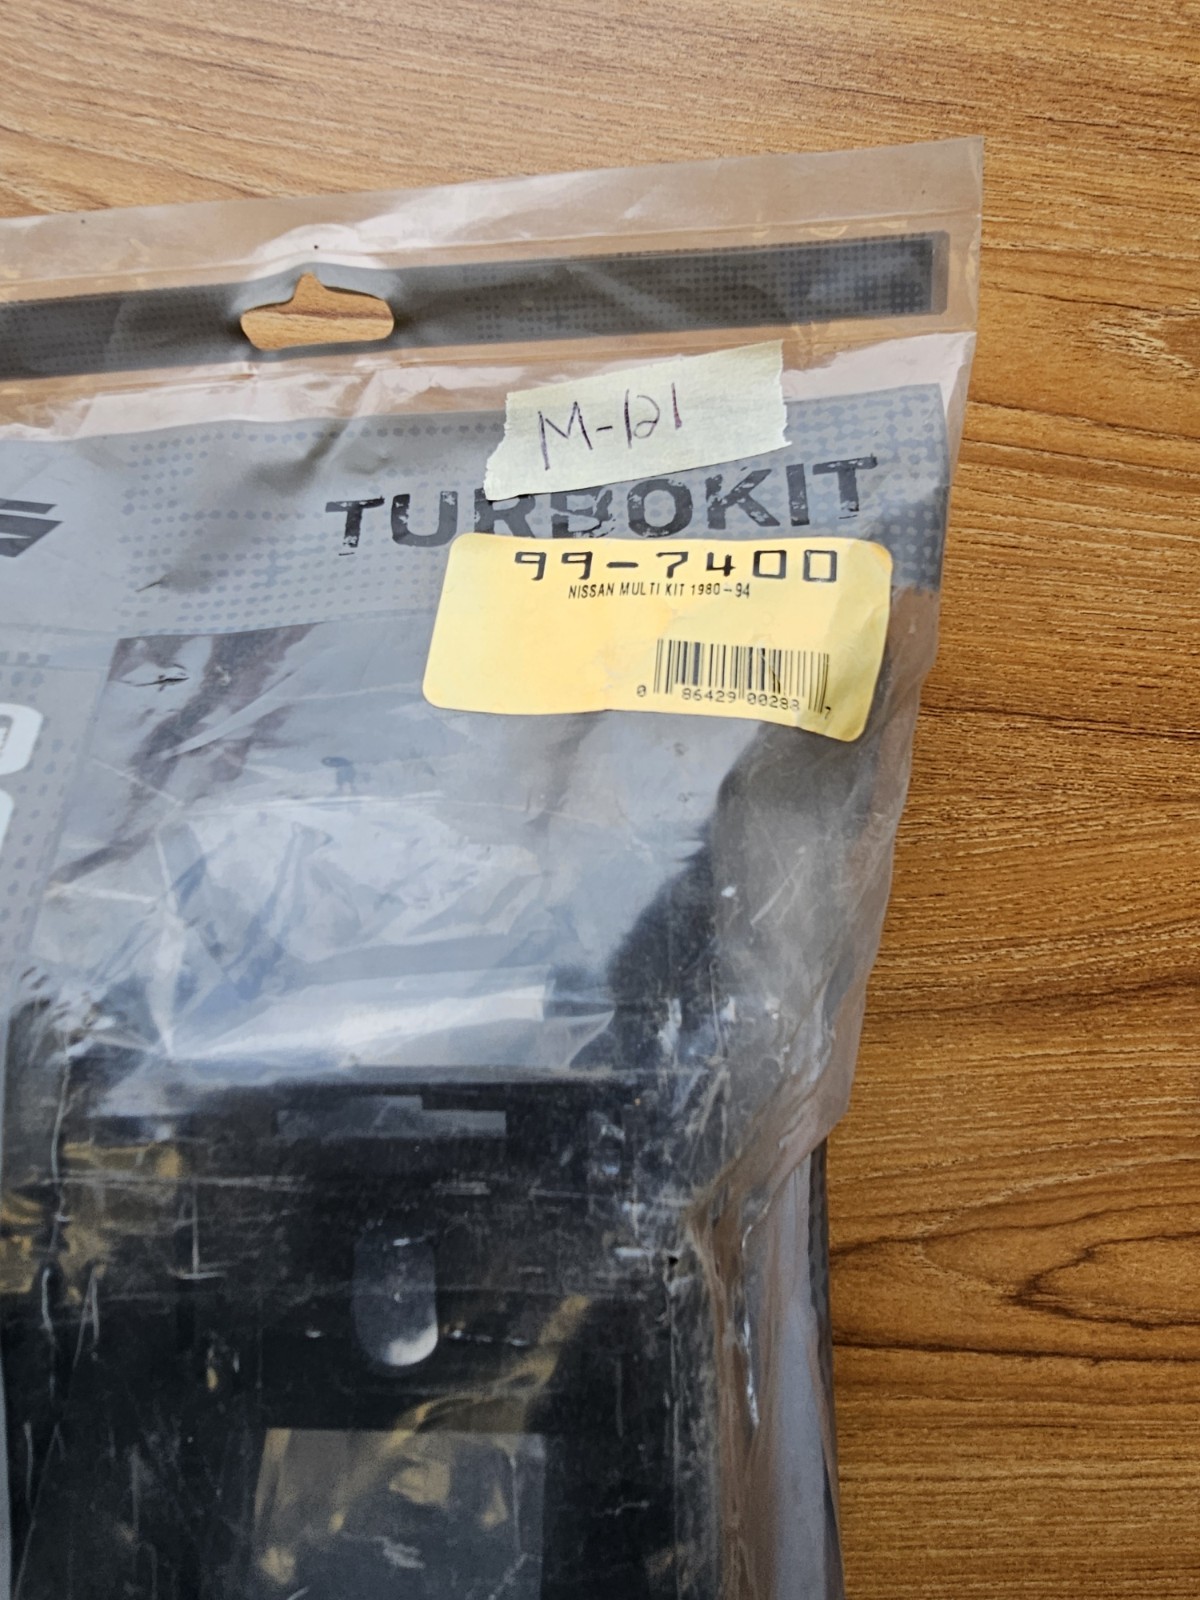 M-121
TURBOKIT
99-7400
NISSAN MULTI KIT 1980-94
0 86429 00288 7